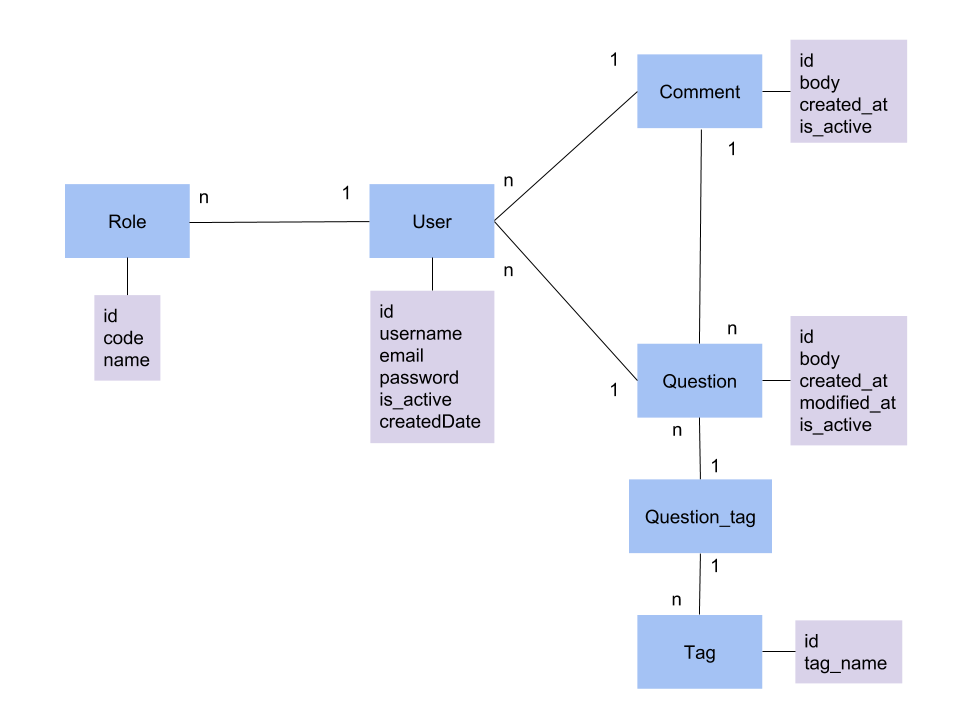 1
Comment
id
body
created_at
is_active
1
n
Role
n
1
User
n
id
code
name
id
username
email
password
is_active
createdDate
n
1
Question
id
body
created_at
modified_at
is_active
n
1
Question_tag
1
n
Tag
id
tag_name